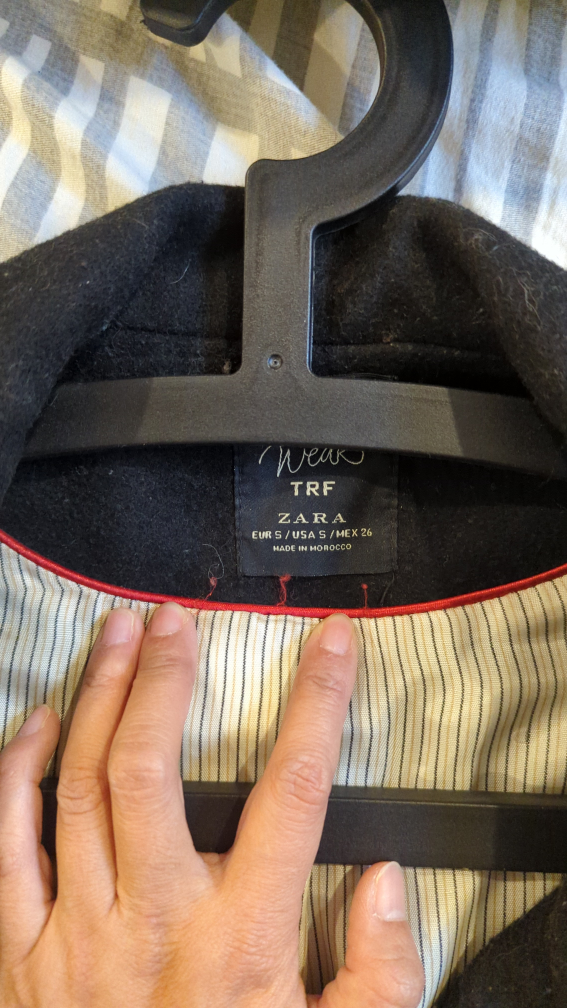 Wear
TRF
ZARA
EUR S / USA S / MEX 26
MADE IN MOROCCO